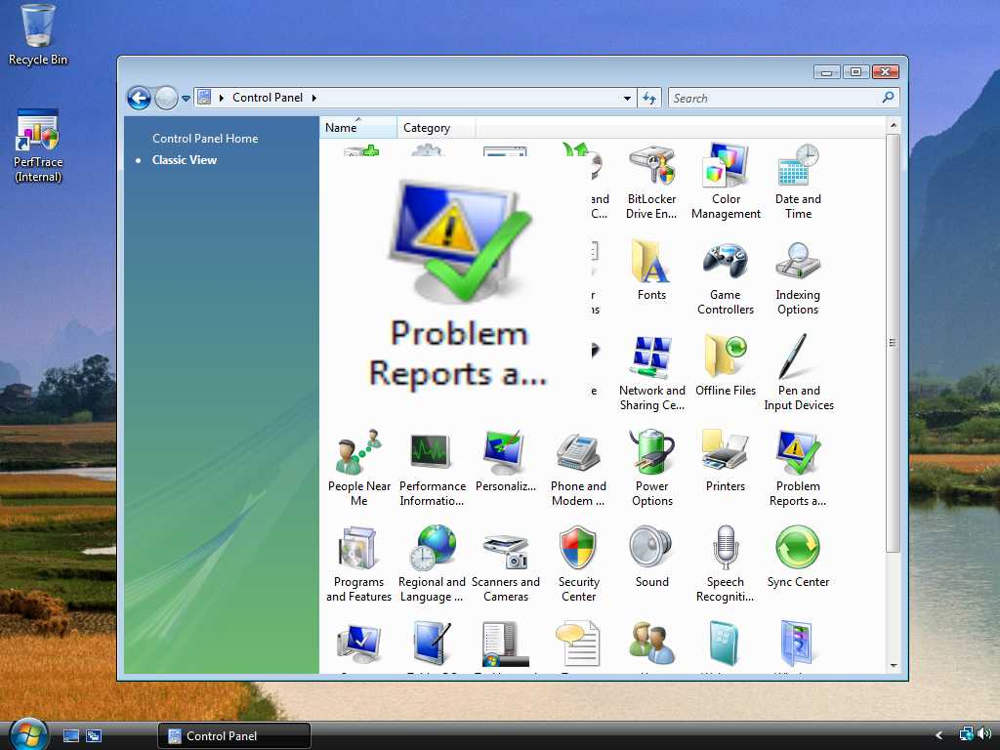 Recycle Bin
PerfTrace
(Internal)
Control Panel
Search
Control Panel Home
Classic View
Name
Category
Problem
Reports a...
and
C...
BitLocker
Drive En...
Color
Management
Date and
Time
Fonts
Game
Controllers
Indexing
Options
Network and
Sharing Ce...
Offline Files
Pen and
Input Devices
People Near
Me
Performance
Informatio...
Personaliz...
Phone and
Modem ...
Power
Options
Printers
Problem
Reports a...
Programs
and Features
Regional and
Language ...
Scanners and
Cameras
Security
Center
Sound
Speech
Recogniti...
Sync Center
Control Panel